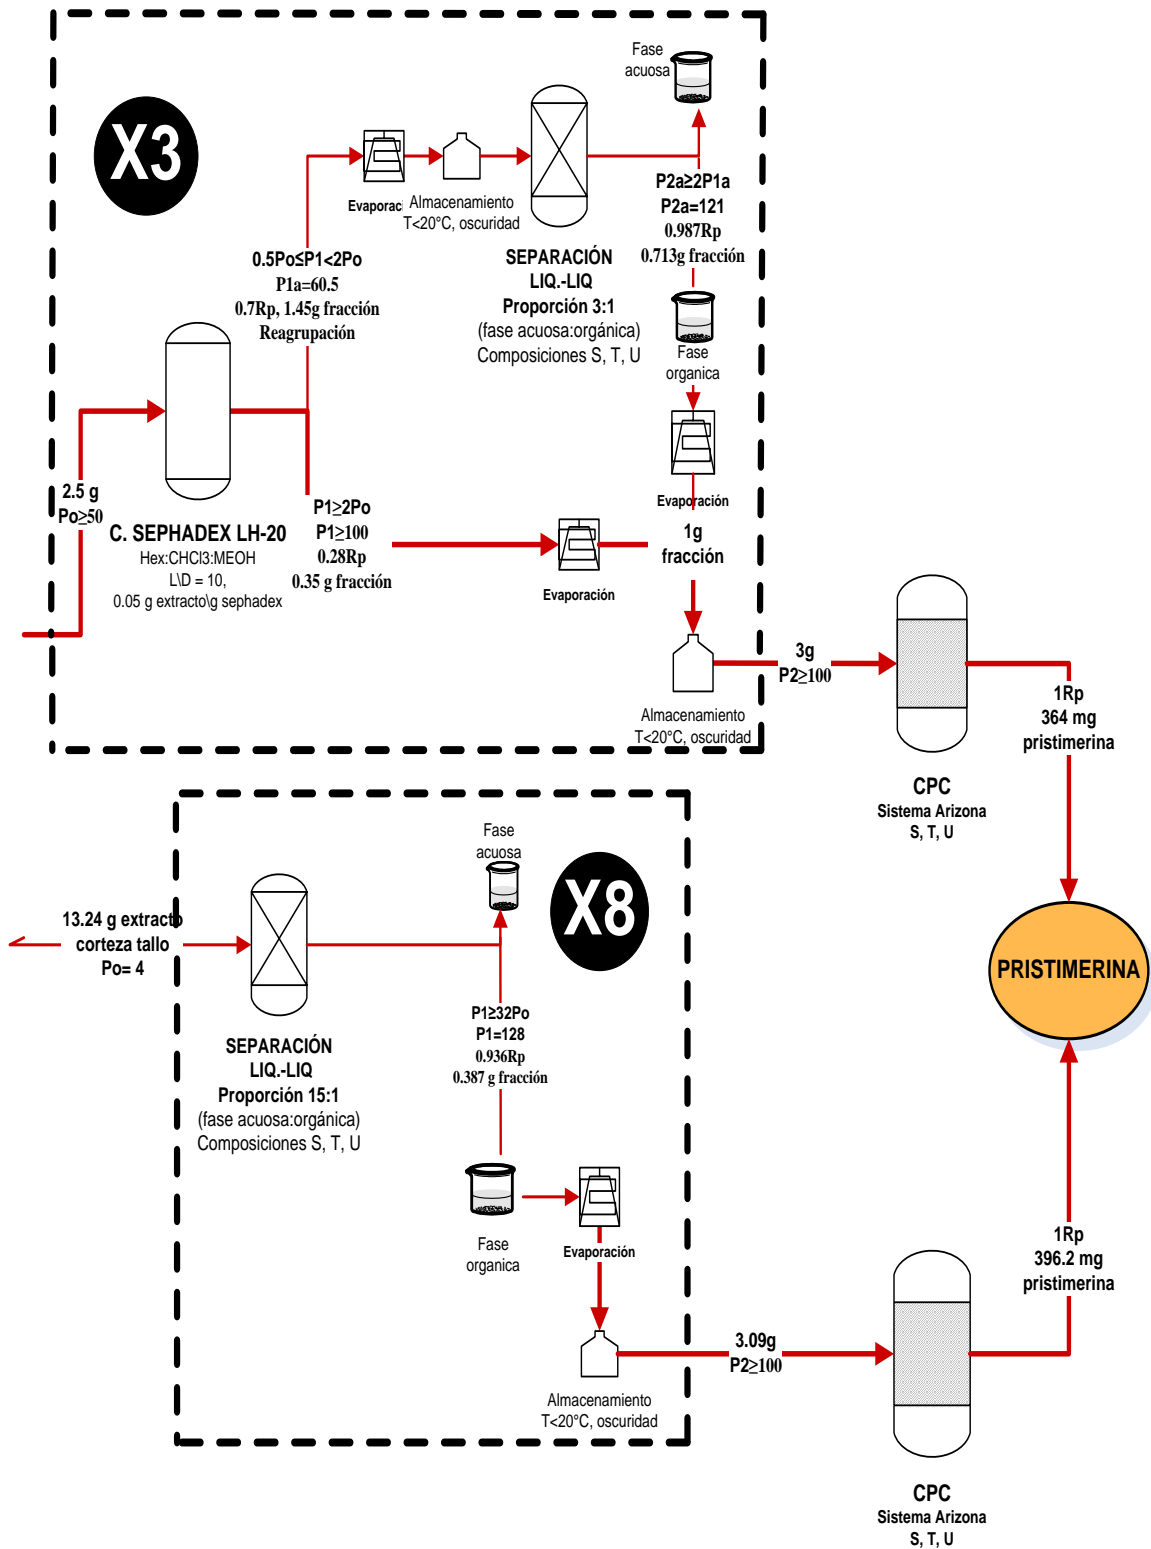 Fase
acuosa
X3
Evaporaci
Almacenamiento
T<20°C, oscuridad
P2a≥2P1a
P2a=121
0.987Rp
0.713g fracción
0.5Po≤P1<2Po
P1a=60.5
0.7Rp, 1.45g fracción
Reagrupación
SEPARACIÓN
LIQ.-LIQ
Proporción 3:1
(fase acuosa:orgánica)
Composiciones S, T, U
Fase
organica
2.5 g
Po≥50
C. SEPHADEX LH-20
Hex:CHCl3:MEOH
L\D = 10,
0.05 g extracto\g sephadex
P1≥2Po
P1≥100
0.28Rp
0.35 g fracción
Evaporación
Evaporación
1g
fracción
Almacenamiento
T<20°C, oscuridad
3g
P2≥100
CPC
Sistema Arizona
S, T, U
1Rp
364 mg
pristimerina
PRISTIMERINA
13.24 g extracto
corteza tallo
Po= 4
Fase
acuosa
X8
SEPARACIÓN
LIQ.-LIQ
Proporción 15:1
(fase acuosa:orgánica)
Composiciones S, T, U
P1≥32Po
P1=128
0.936Rp
0.387 g fracción
Fase
organica
Evaporación
Almacenamiento
T<20°C, oscuridad
3.09g
P2≥100
1Rp
396.2 mg
pristimerina
CPC
Sistema Arizona
S, T, U